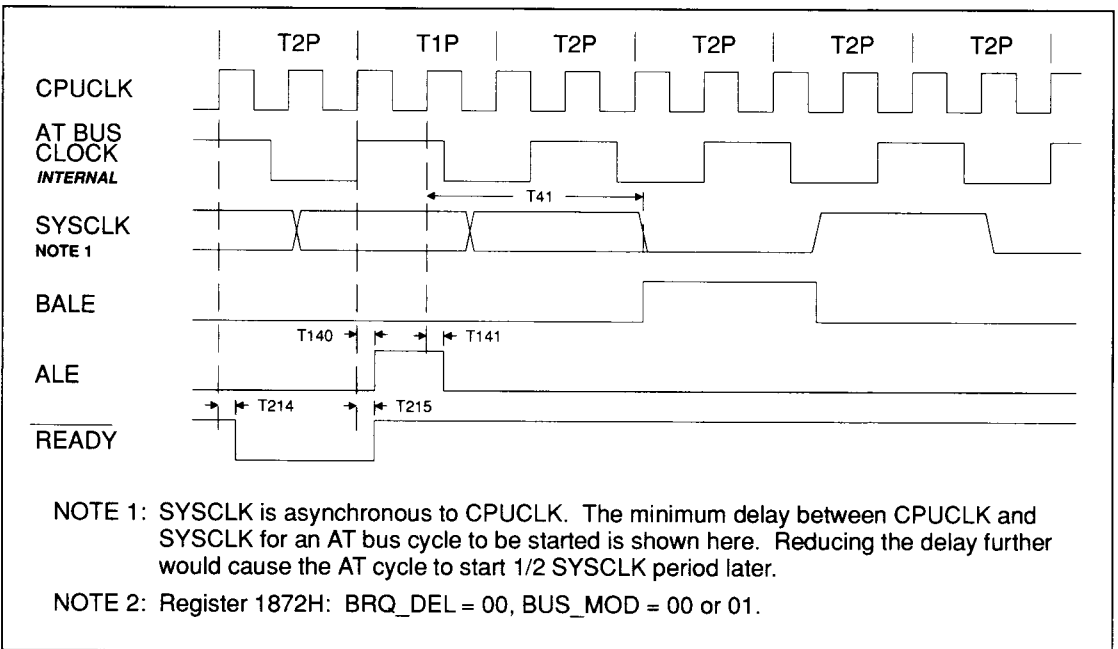 T2P T1P T2P T2P T2P T2P
CPUCLK
AT BUS
CLOCK
INTERNAL
T41
SYSCLK
NOTE 1
BALE
T140 T141
ALE
T214 T215
READY
NOTE 1: SYSCLK is asynchronous to CPUCLK. The minimum delay between CPUCLK and
SYSCLK for an AT bus cycle to be started is shown here. Reducing the delay further
would cause the AT cycle to start 1/2 SYSCLK period later.
NOTE 2: Register 1872H: BRQ_DEL = 00, BUS_MOD = 00 or 01.